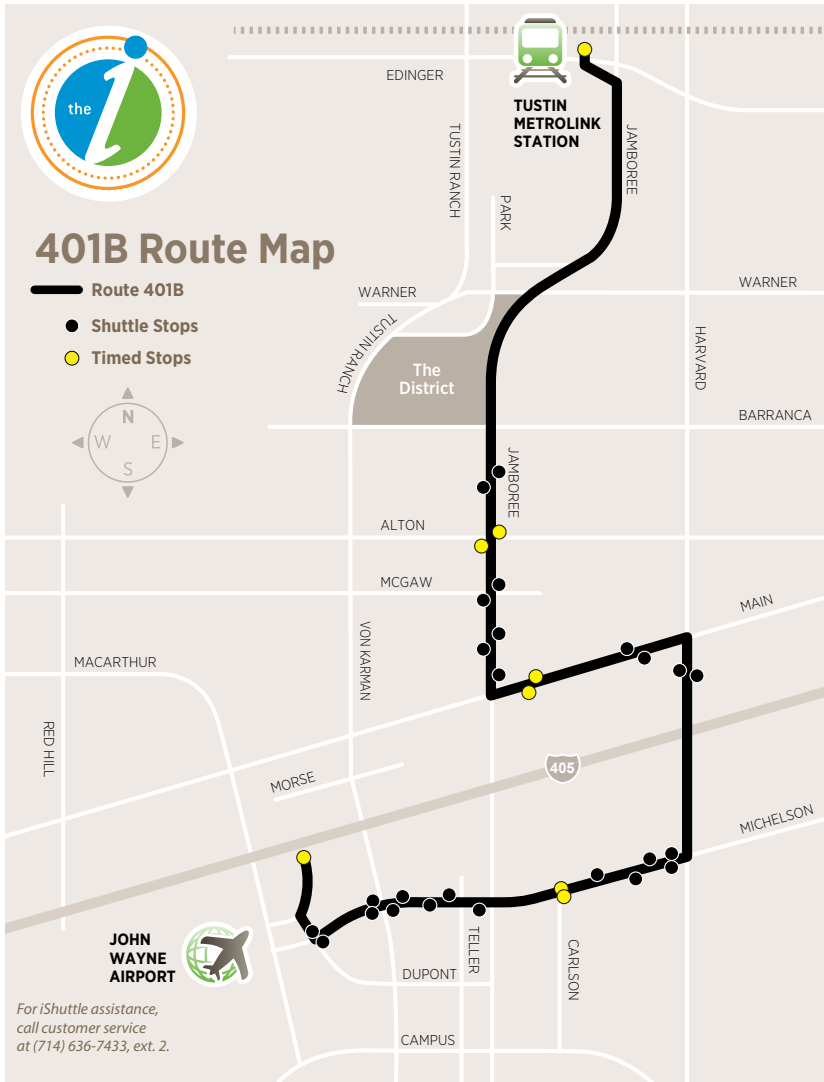 the
i
EDINGER
TUSTIN
METROLINK
STATION
JAMBOREE
TUSTIN RANCH
PARK
401B Route Map
Route 401B
Shuttle Stops
Timed Stops
WARNER
WARNER
TUSTIN RANCH
The
District
HARVARD
BARRANCA
N
W E
S
JAMBOREE
ALTON
MCGAW
MAIN
VON KARMAN
MACARTHUR
RED HILL
405
MORSE
MICHELSON
JOHN
WAYNE
AIRPORT
TELLER
CARLSON
DUPONT
CAMPUS
For iShuttle assistance,
call customer service
at (714) 636-7433, ext. 2.